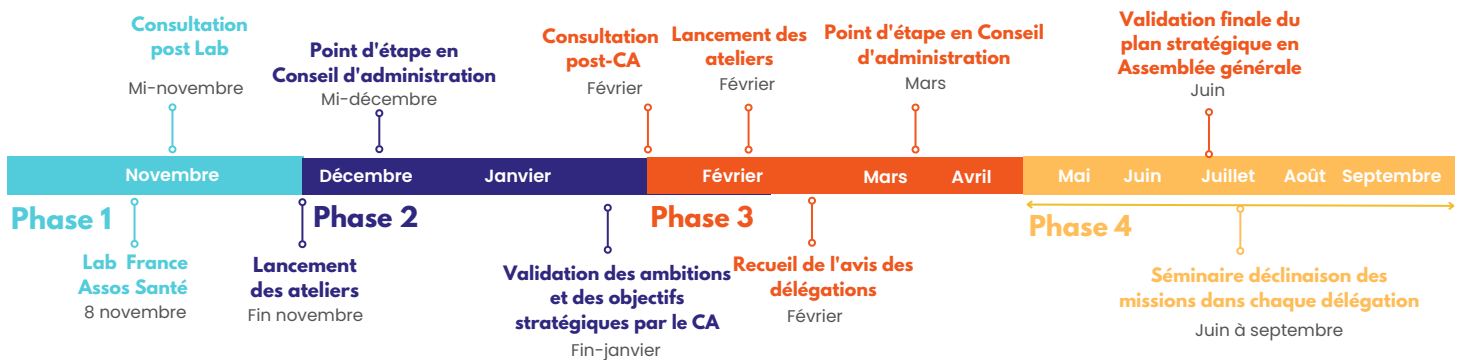 Consultation
post Lab
Mi-novembre
Point d'étape en
Conseil d'administration
Mi-décembre
Consultation
post-CA
Février
Lancement des
ateliers
Février
Point d'étape en Conseil
d'administration
Mars
Validation finale du
plan stratégique en
Assemblée générale
Juin
Novembre
Décembre
Janvier
Février
Mars
Avril
Mai
Juin
Juillet
Août
Septembre
Phase 1
Phase 2
Phase 3
Phase 4
Lab France
Assos Santé
8 novembre
Lancement
des ateliers
Fin novembre
Validation des ambitions
et des objectifs
stratégiques par le CA
Fin-janvier
Recueil de l'avis des
délégations
Février
Séminaire déclinaison des
missions dans chaque délégation
Juin à septembre